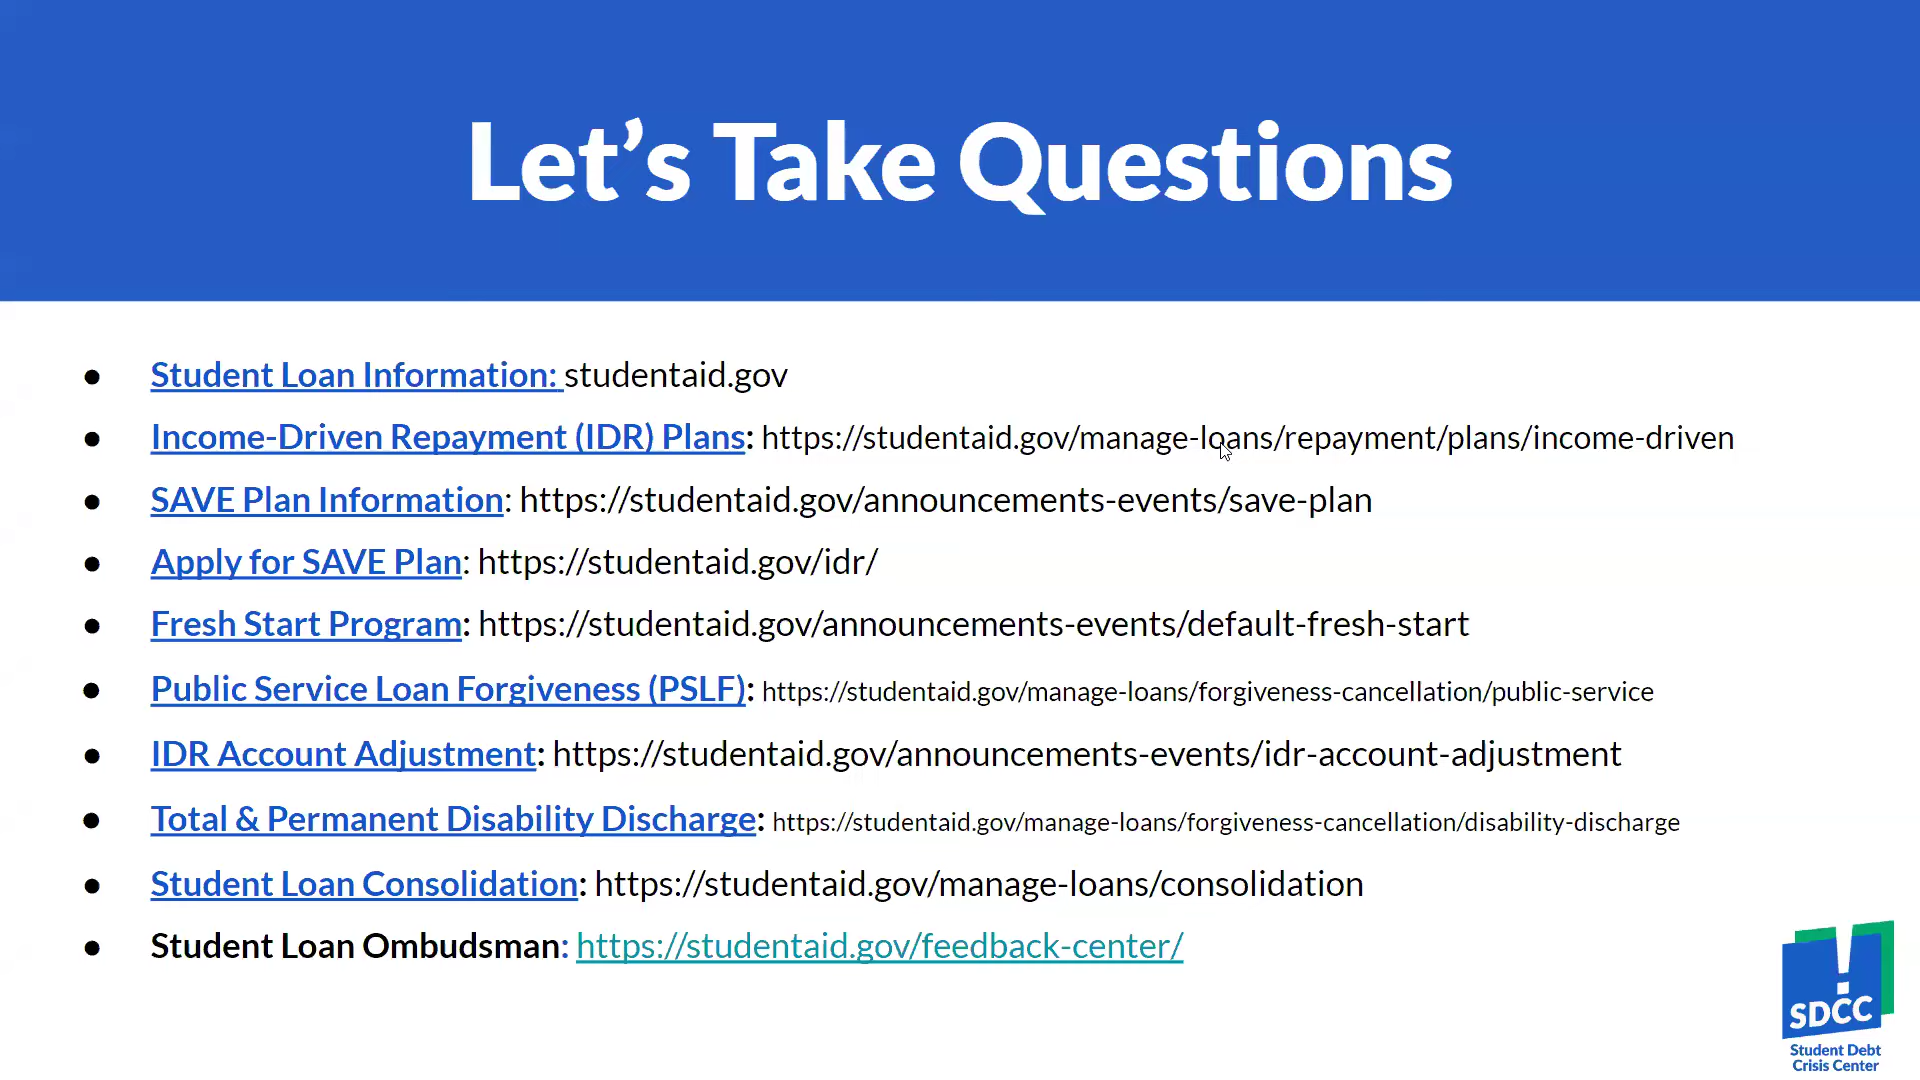 Let’s Take Questions
● Student Loan Information: studentaid.gov
● Income-Driven Repayment (IDR) Plans: https://studentaid.gov/manage-loans/repayment/plans/income-driven
● SAVE Plan Information: https://studentaid.gov/announcements-events/save-plan
● Apply for SAVE Plan: https://studentaid.gov/idr/
● Fresh Start Program: https://studentaid.gov/announcements-events/default-fresh-start
● Public Service Loan Forgiveness (PSLF): https://studentaid.gov/manage-loans/forgiveness-cancellation/public-service
● IDR Account Adjustment: https://studentaid.gov/announcements-events/idr-account-adjustment
● Total & Permanent Disability Discharge: https://studentaid.gov/manage-loans/forgiveness-cancellation/disability-discharge
● Student Loan Consolidation: https://studentaid.gov/manage-loans/consolidation
● Student Loan Ombudsman: https://studentaid.gov/feedback-center/
SDCC
Student Debt
Crisis Center